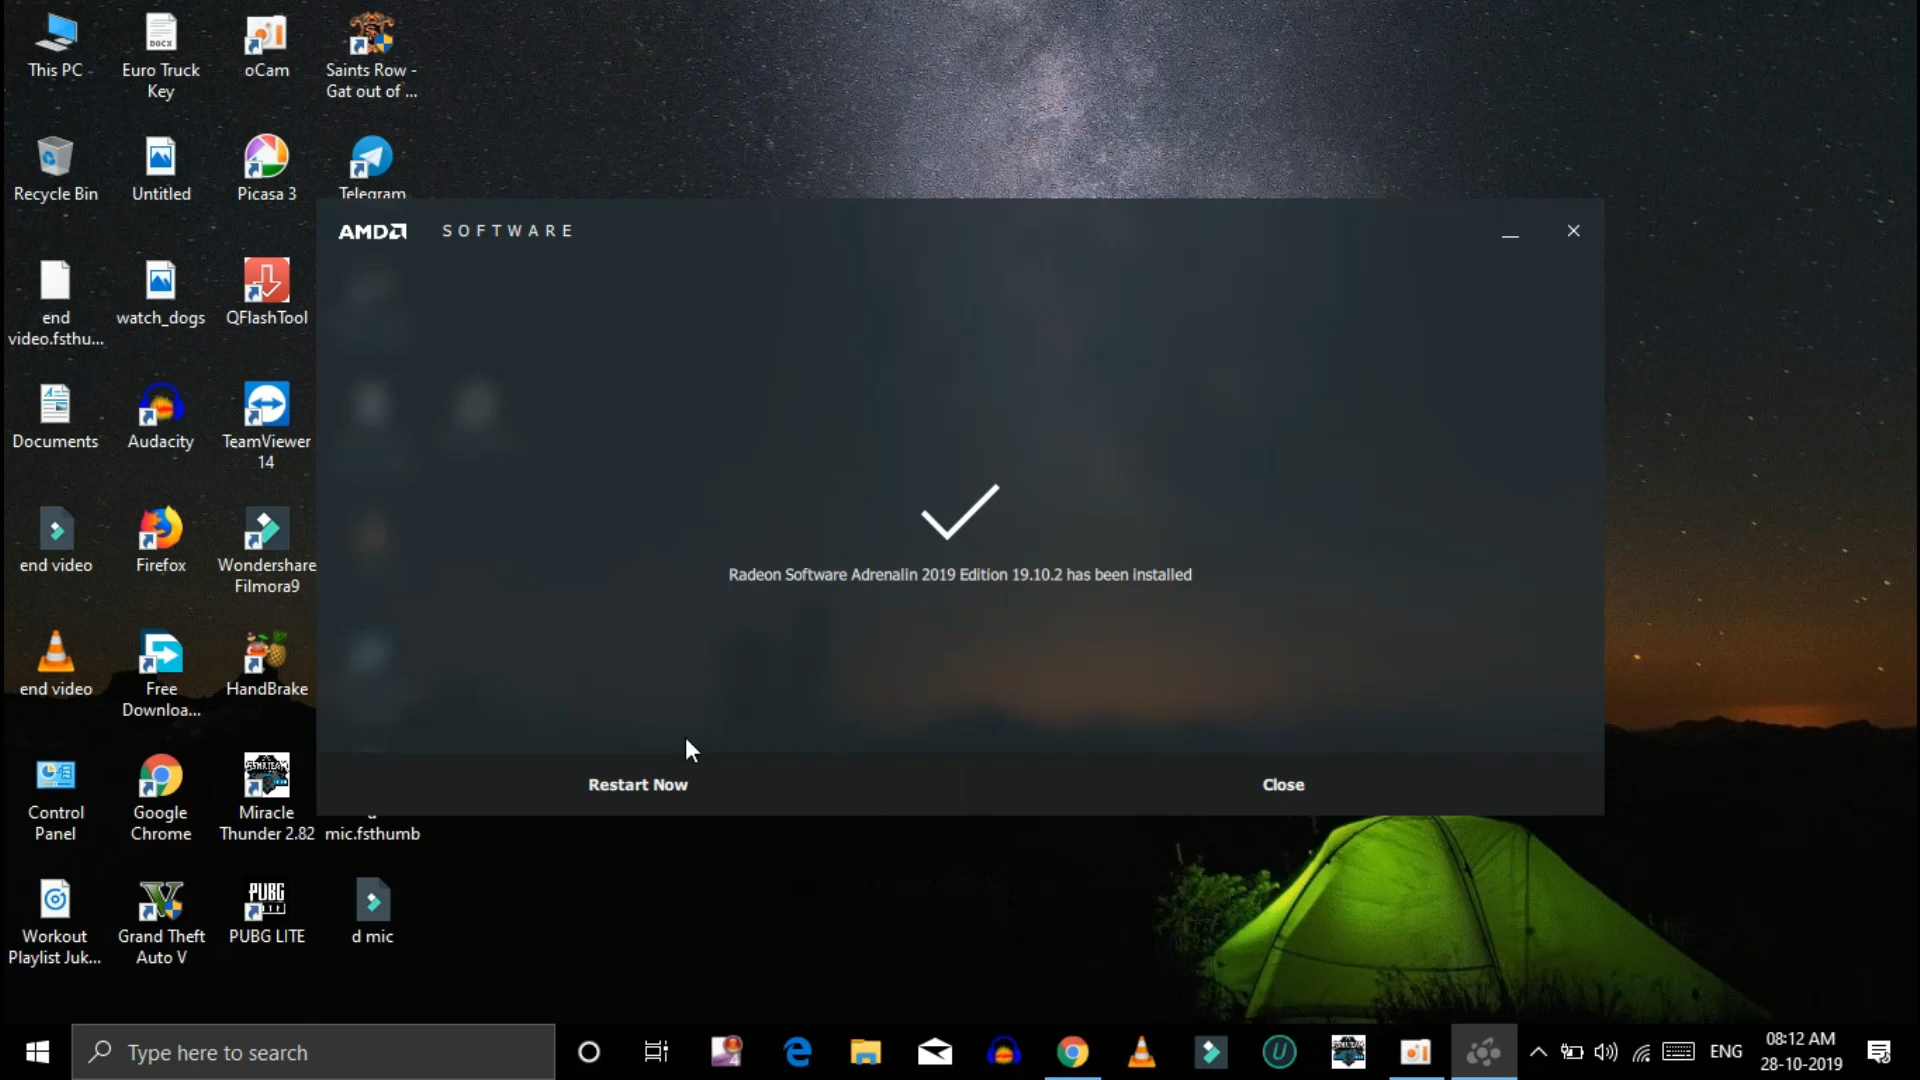 This PC
Euro Truck
Key
oCam
Saints Row -
Gat out of ...
Recycle Bin
Untitled
Picasa 3
Telegram
end
video.fsthu...
watch_dogs
QFlashTool
Documents
Audacity
TeamViewer
14
end video
Firefox
Wondershare
Filmora9
end video
Free
Downloa...
HandBrake
Control
Panel
Google
Chrome
Miracle
Thunder 2.82
mic.fsthumb
Workout
Playlist Juk...
Grand Theft
Auto V
PUBG
PUBG LITE
d mic
AMD
SOFTWARE
Radeon Software Adrenalin 2019 Edition 19.10.2 has been installed
Restart Now
Close
Type here to search
ENG
08:12 AM
28-10-2019